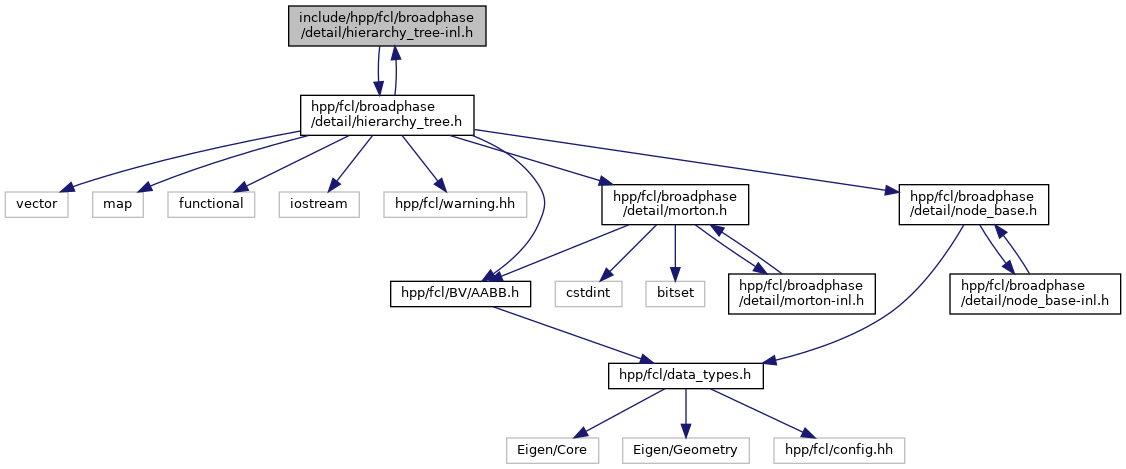 include/hpp/fcl/broadphase
/detail/hierarchy_tree-inl.h
hpp/fcl/broadphase
/detail/hierarchy_tree.h
vector
map
functional
iostream
hpp/fcl/warning.hh
hpp/fcl/broadphase
/detail/morton.h
hpp/fcl/broadphase
/detail/node_base.h
hpp/fcl/BV/AABB.h
cstdint
bitset
hpp/fcl/broadphase
/detail/morton-inl.h
hpp/fcl/broadphase
/detail/node_base-inl.h
hpp/fcl/data_types.h
Eigen/Core
Eigen/Geometry
hpp/fcl/config.hh